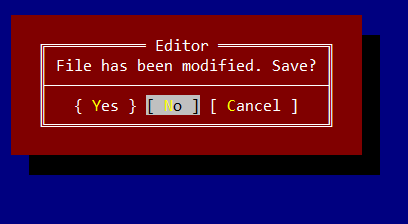 Editor
File has been modified. Save?
{ Yes } [ No ] [ Cancel ]